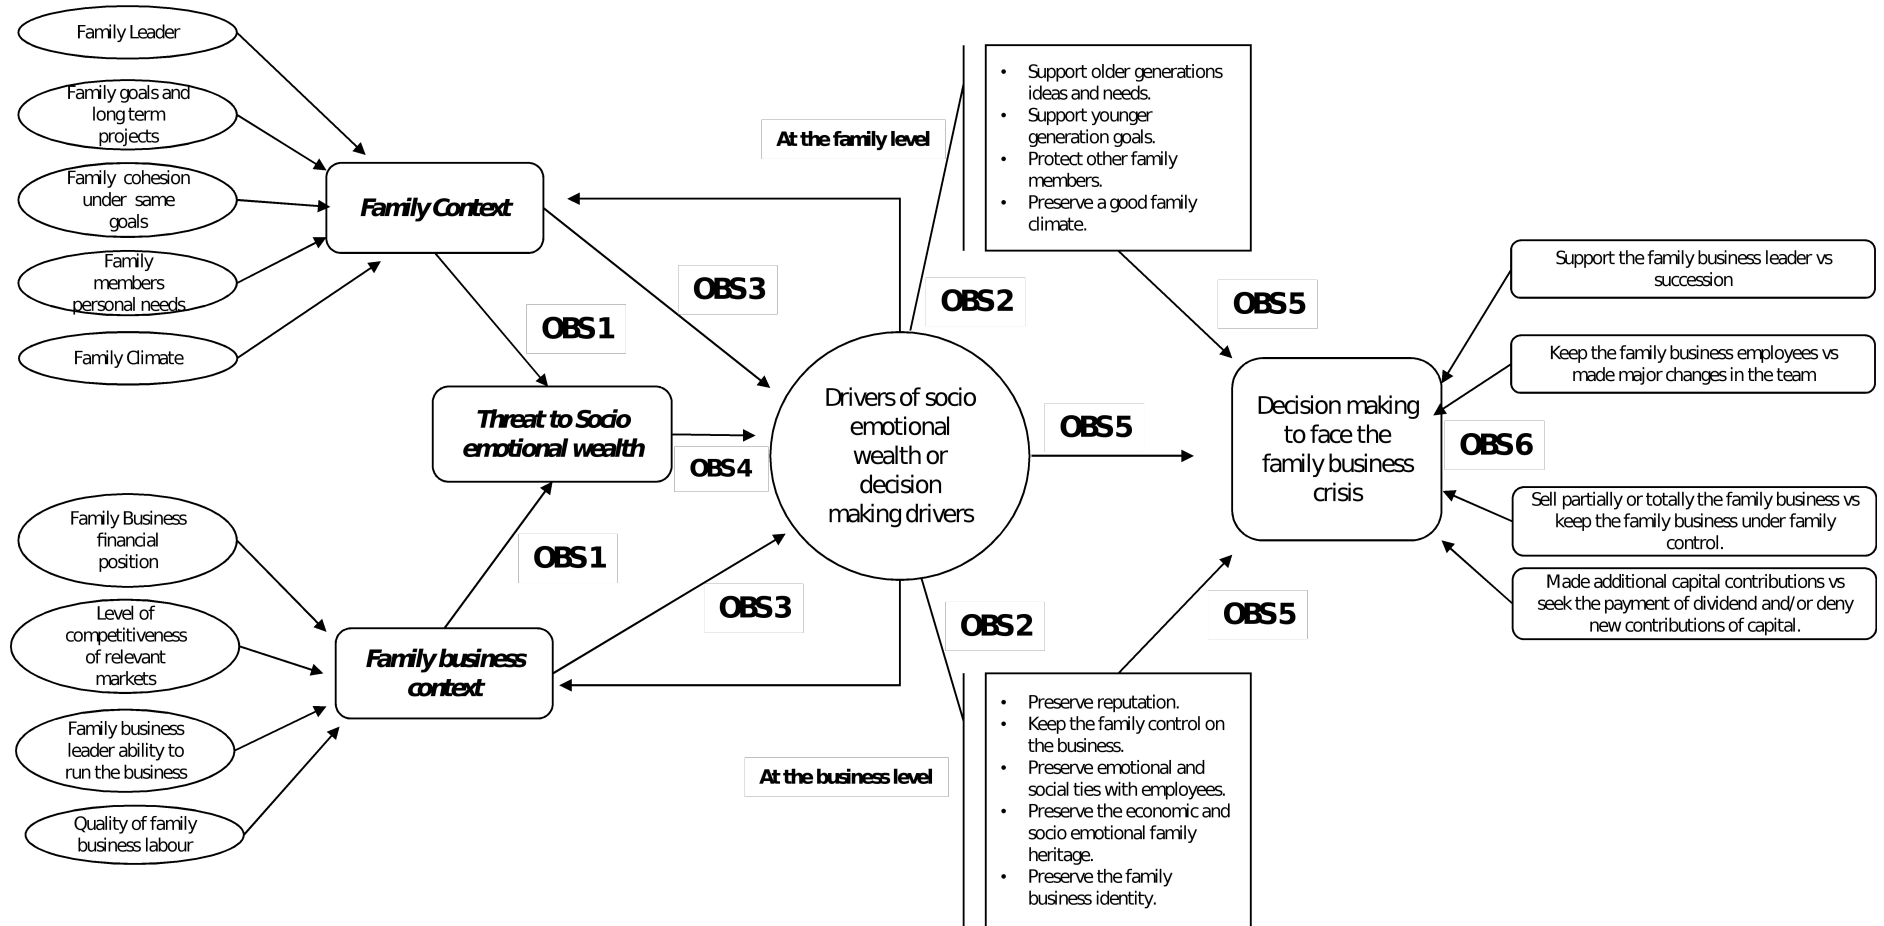 Family Leader
Family goals and
long term
projects
Family cohesion
under same
goals
Family
members
personal needs
Family Climate
Family Context
OBS 1
OBS 3
Threat to Socio
emotional wealth
OBS 4
Family Business
financial
position
Level of
competitiveness
of relevant
markets
Family business
leader ability to
run the business
Quality of family
business labour
Family business
context
OBS 1
OBS 3
At the family level
OBS 2
• Support older generations
ideas and needs.
• Support younger
generation goals.
• Protect other family
members.
• Preserve a good family
climate.
Drivers of socio
emotional
wealth or
decision
making drivers
OBS 2
At the business level
• Preserve reputation.
• Keep the family control on
the business.
• Preserve emotional and
social ties with employees.
• Preserve the economic and
socio emotional family
heritage.
• Preserve the family
business identity.
OBS 5
OBS 5
OBS 5
Decision making
to face the
family business
crisis
OBS 6
Support the family business leader vs
succession
Keep the family business employees vs
made major changes in the team
Sell partially or totally the family business vs
keep the family business under family
control.
Made additional capital contributions vs
seek the payment of dividend and/or deny
new contributions of capital.